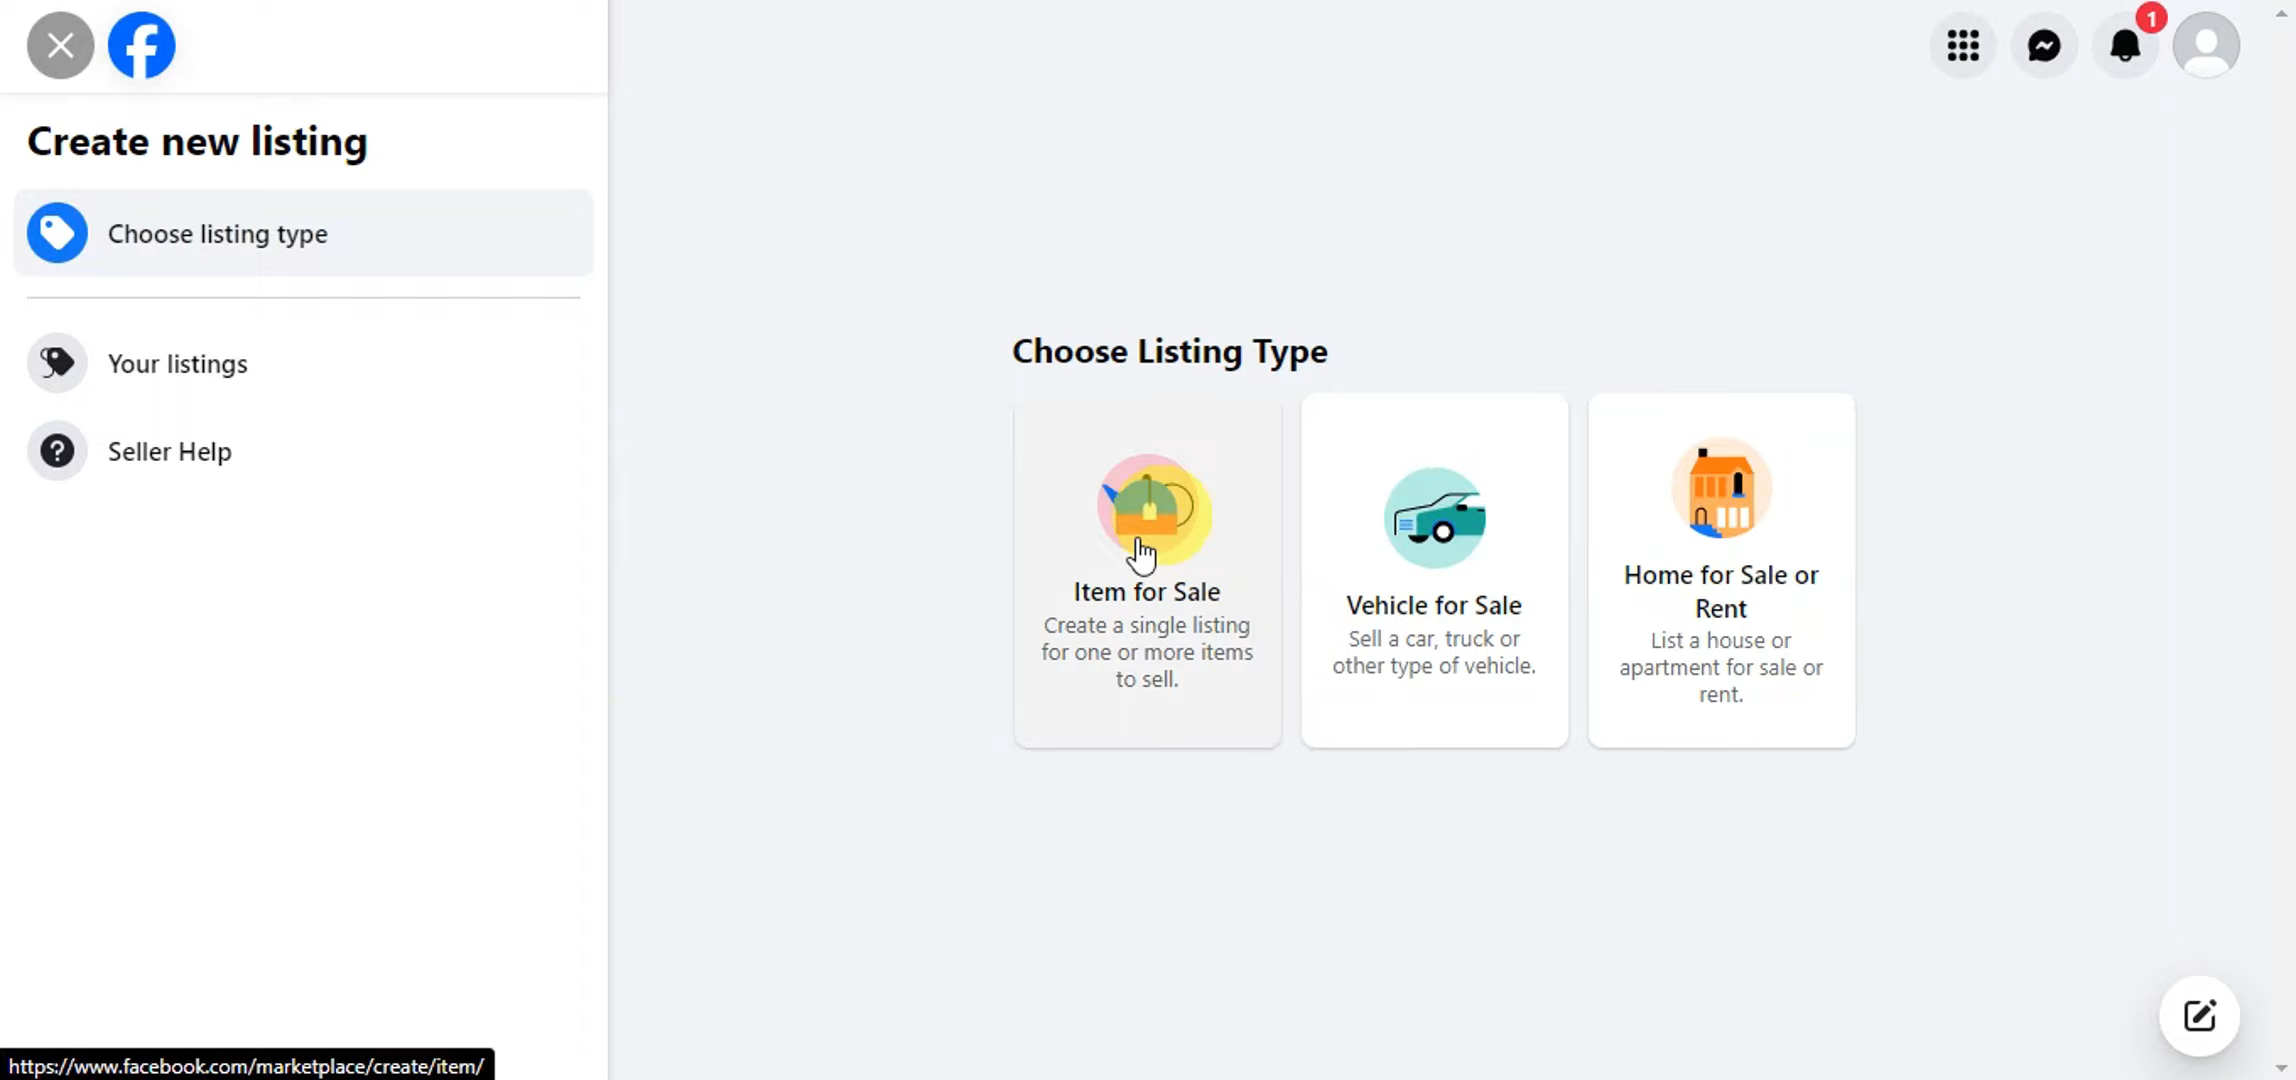 1
Create new listing
Choose listing type
Your listings
Seller Help
Choose Listing Type
Item for Sale
Create a single listing
for one or more items
to sell.
Vehicle for Sale
Sell a car, truck or
other type of vehicle.
Home for Sale or
Rent
List a house or
apartment for sale or
rent.
https://www.facebook.com/marketplace/create/item/